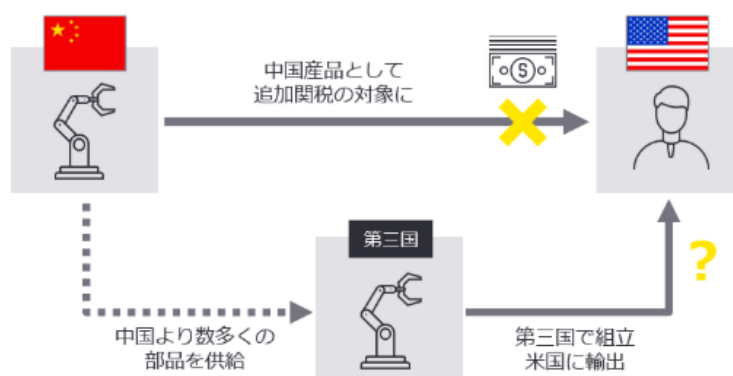 中国産品として
追加関税の対象に
$
第三国
?
中国より数多くの
部品を供給
第三国で組立
米国に輸出